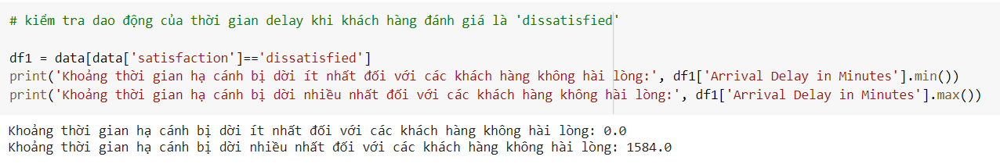 # kiểm tra dao động của thời gian delay khi khách hàng đánh giá là 'dissatisfied'
df1 = data[data['satisfaction']=='dissatisfied']
print('Khoảng thời gian hạ cánh bị dời ít nhất đối với các khách hàng không hài lòng:', df1['Arrival Delay in Minutes'].min())
print('Khoảng thời gian hạ cánh bị dời nhiều nhất đối với các khách hàng không hài lòng:', df1['Arrival Delay in Minutes'].max())
Khoảng thời gian hạ cánh bị dời ít nhất đối với các khách hàng không hài lòng: 0.0
Khoảng thời gian hạ cánh bị dời nhiều nhất đối với các khách hàng không hài lòng: 1584.0